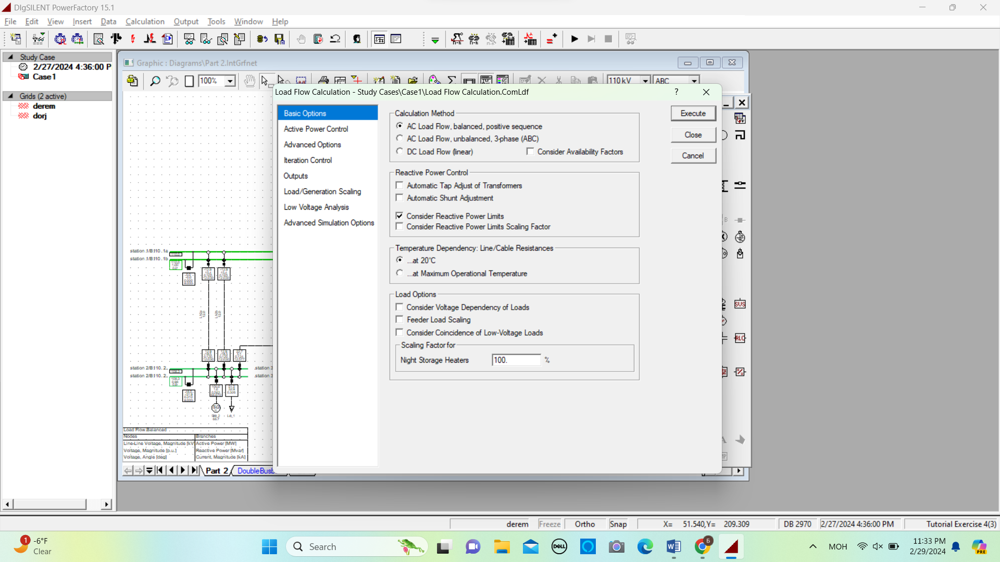 DIgSILENT PowerFactory 15.1
File Edit View Insert Data Calculation Output Tools Window Help
Study Case
2/27/2024 4:36:00 P
Case1
Grids (2 active)
derem
dorj
Graphic : Diagrams\Part 2.IntGrfnet
100%
110 kV
ABC
Load Flow Calculation - Study Cases\Case1\Load Flow Calculation.ComLdf
?
Basic Options
Active Power Control
Advanced Options
Iteration Control
Outputs
Load/Generation Scaling
Low Voltage Analysis
Advanced Simulation Options
Calculation Method
AC Load Flow, balanced, positive sequence
AC Load Flow, unbalanced, 3-phase (ABC)
DC Load Flow (linear)
Consider Availability Factors
Reactive Power Control
Automatic Tap Adjust of Transformers
Automatic Shunt Adjustment
Consider Reactive Power Limits
Consider Reactive Power Limits Scaling Factor
Temperature Dependency: Line/Cable Resistances
...at 20°C
...at Maximum Operational Temperature
Load Options
Consider Voltage Dependency of Loads
Feeder Load Scaling
Consider Coincidence of Low-Voltage Loads
Scaling Factor for
Night Storage Heaters 100. %
Execute
Close
Cancel
SVS
RLC
station 1/B110 . 1a
station 1/B110 . 1b
station 2/B110 . 2.
station 2/B110 . 2.
station 3
station 3
Load Flow Balanced
Nodes
Branches
Line-Line Voltage, Magnitude [kV
Active Power [MW]
Voltage, Magnitude [p.u.]
Reactive Power [Mvar]
Voltage, Angle [deg]
Current, Magnitude [kA]
Part 2
DoubleBusb
derem
Freeze
Ortho
Snap
X= 51.540,Y= 209.309
DB 2970
2/27/2024 4:36:00 PM
Tutorial Exercise 4(3)
1
-6°F
Clear
Search
DELL
6
MOH
11:33 PM
2/29/2024
PRE